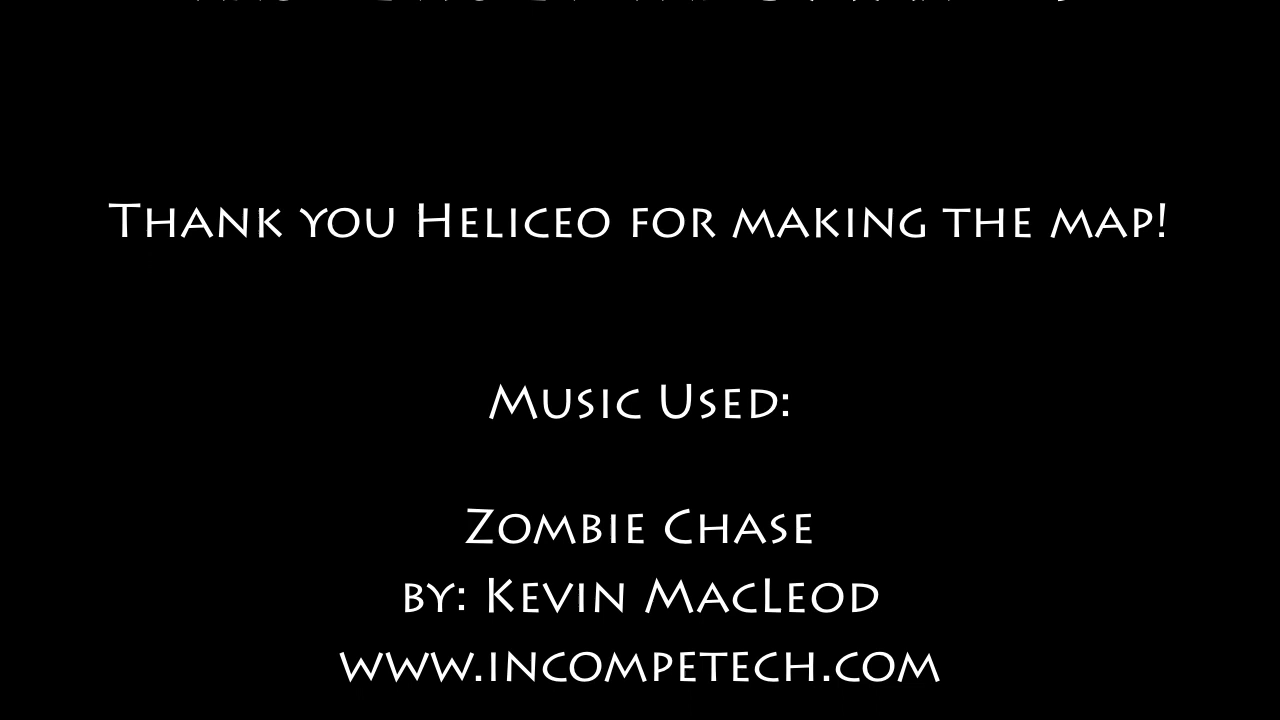 Thank you Heliceo for making the map!
Music Used:
Zombie Chase
by: Kevin MacLeod
www.incompetech.com